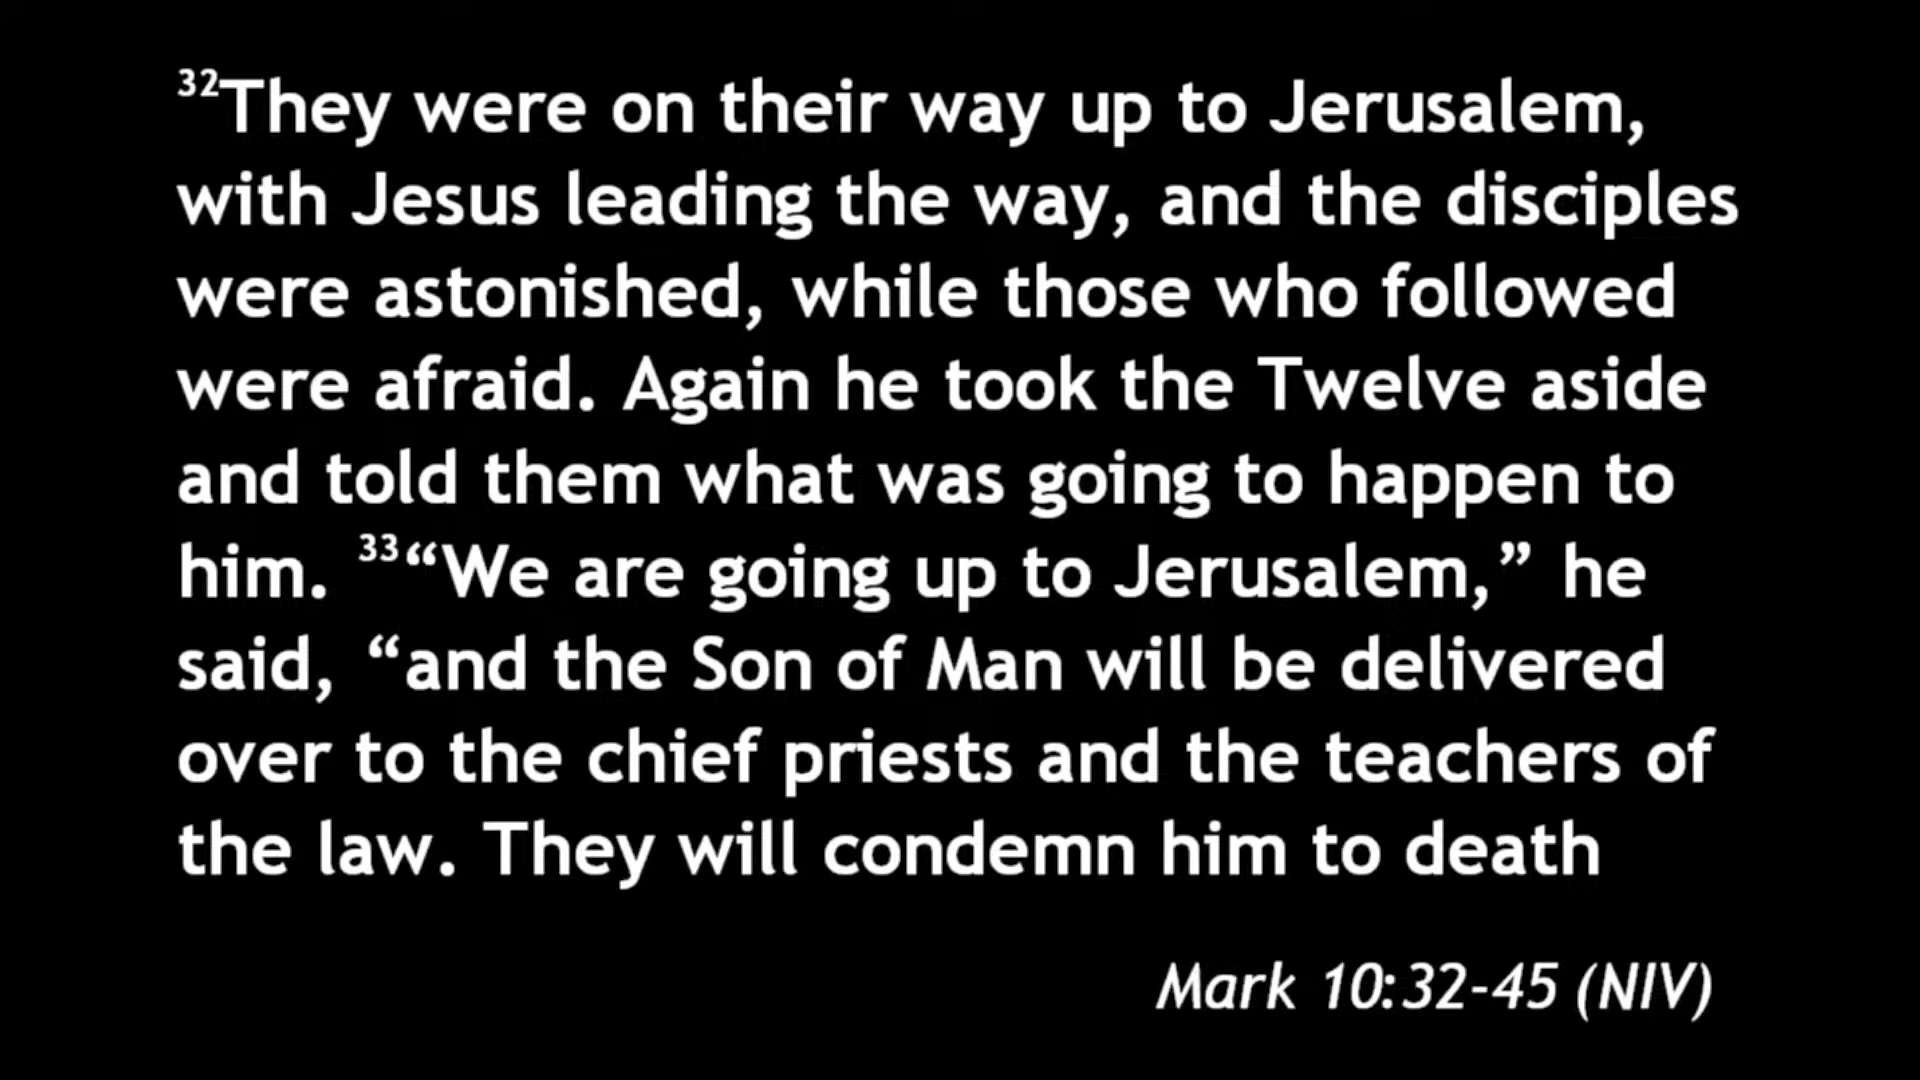 ³²They were on their way up to Jerusalem,
with Jesus leading the way, and the disciples
were astonished, while those who followed
were afraid. Again he took the Twelve aside
and told them what was going to happen to
him. ³³“We are going up to Jerusalem,” he
said, “and the Son of Man will be delivered
over to the chief priests and the teachers of
the law. They will condemn him to death
Mark 10:32-45 (NIV)